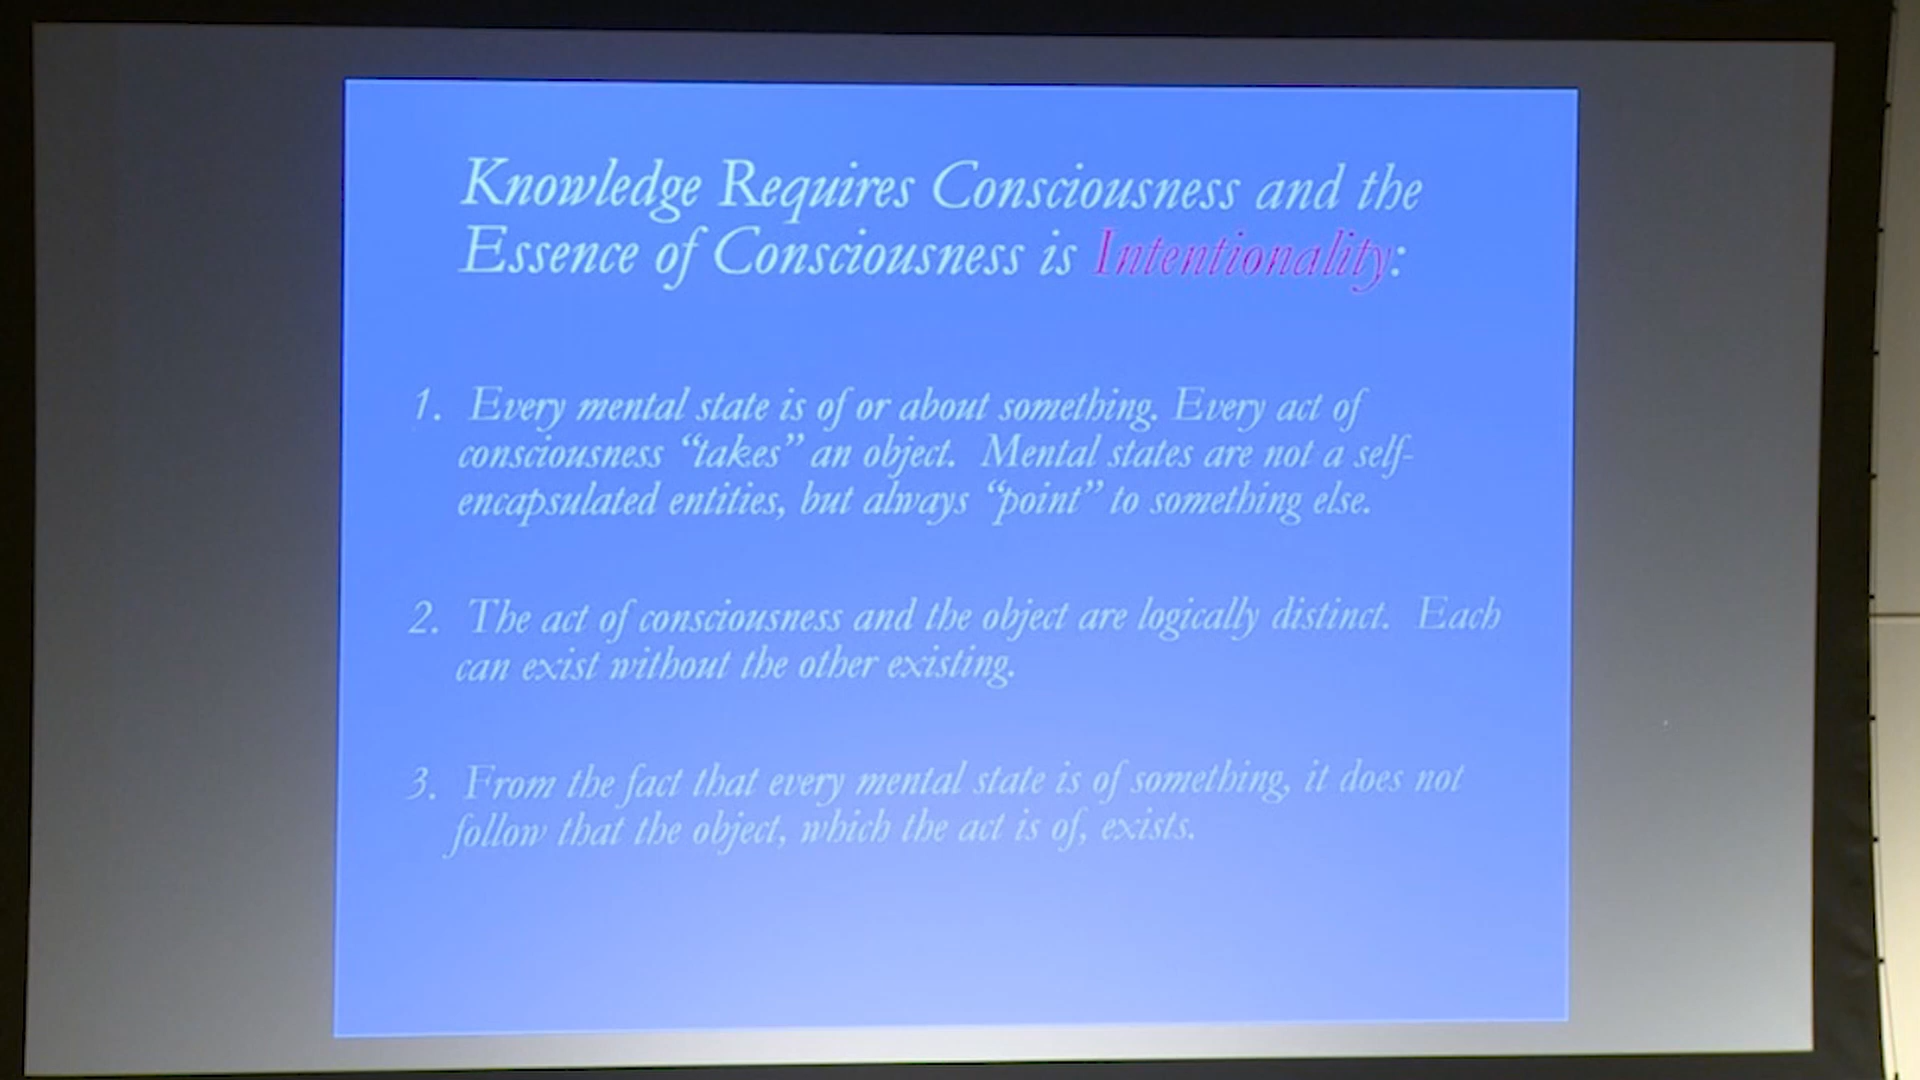 Knowledge Requires Consciousness and the
Essence of Consciousness is Intentionality:
1. Every mental state is of or about something. Every act of
consciousness “takes” an object. Mental states are not a self-
encapsulated entities, but always “point” to something else.
2. The act of consciousness and the object are logically distinct. Each
can exist without the other existing.
3. From the fact that every mental state is of something, it does not
follow that the object, which the act is of, exists.